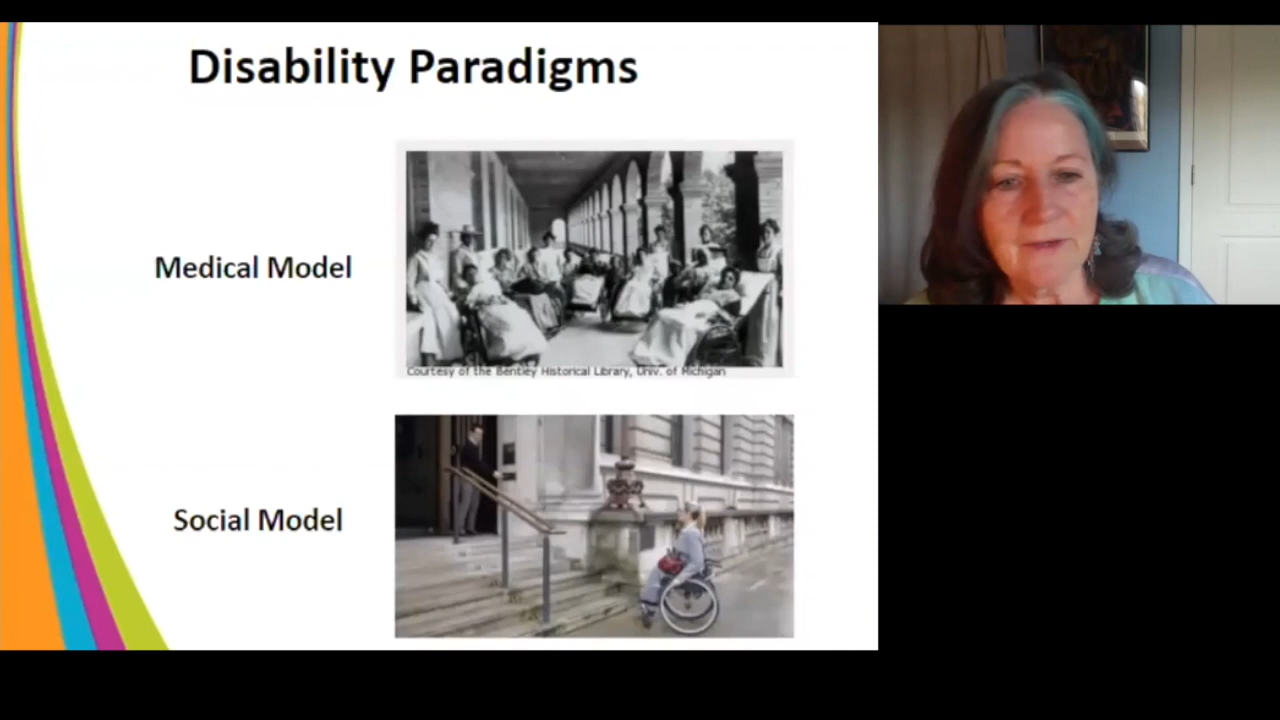 Disability Paradigms
Medical Model
Courtesy of the Bentley Historical Library, Univ. of Michigan
Social Model